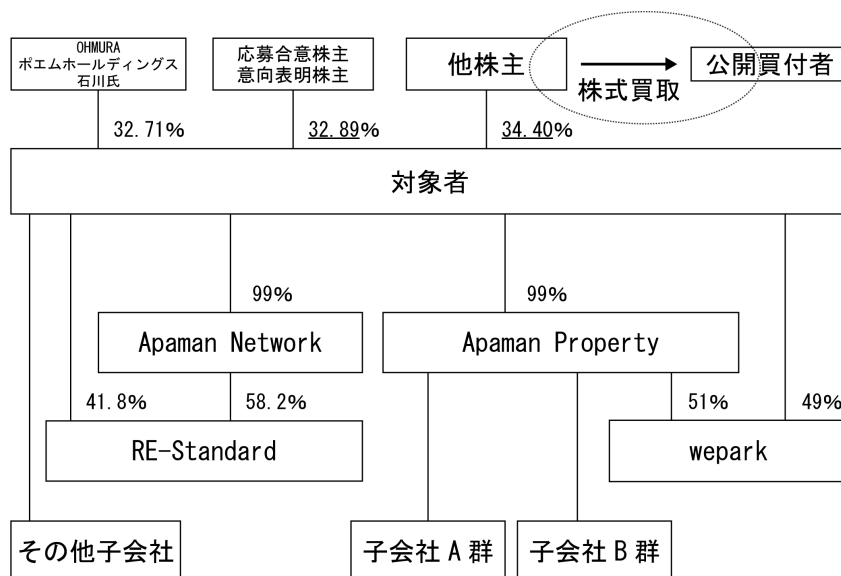 OHMURA
ポエムホールディングス
石川氏
応募合意株主
意向表明株主
他株主
株式買取
公開買付者
32.71%
32.89%
34.40%
対象者
99%
99%
Apaman Network
Apaman Property
41.8%
58.2%
51%
49%
RE-Standard
wepark
その他子会社
子会社A群
子会社B群